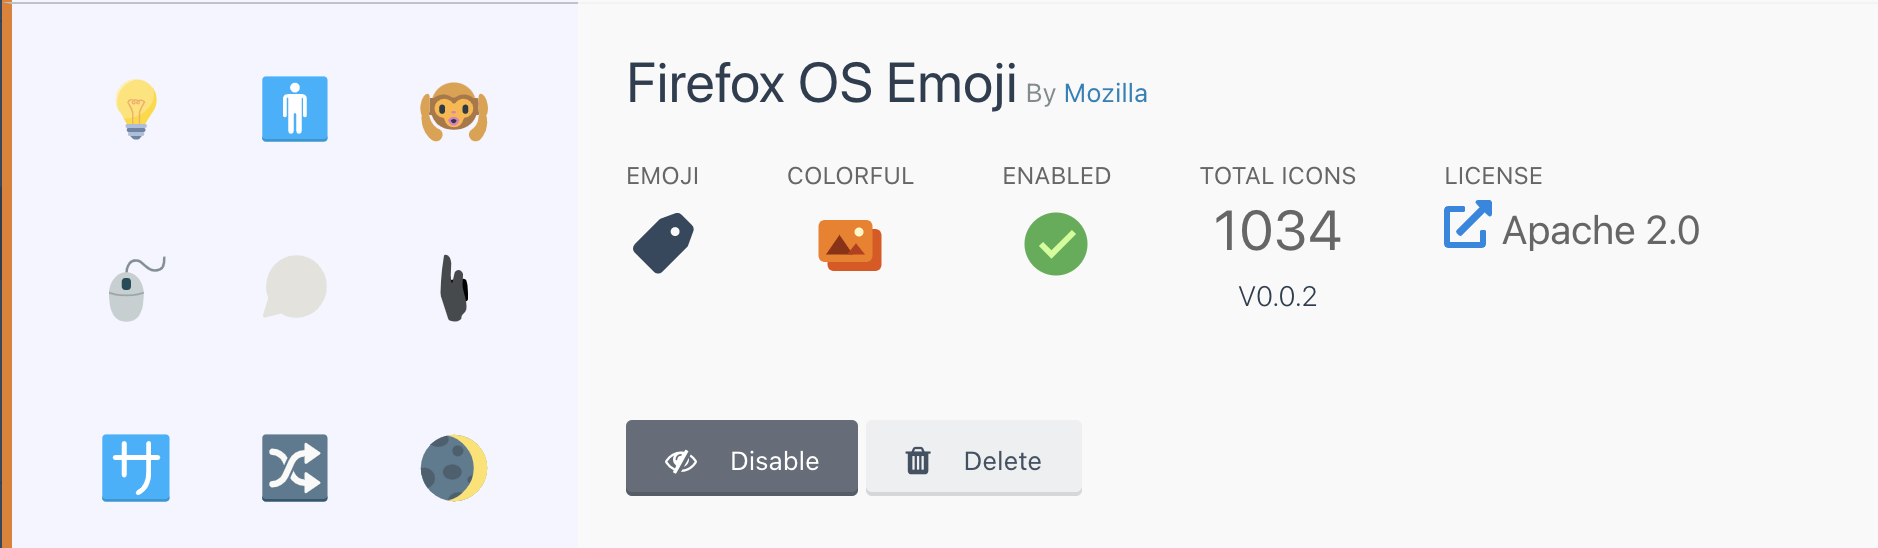 Firefox OS Emoji By Mozilla
EMOJI COLORFUL ENABLED TOTAL ICONS LICENSE
1034 Apache 2.0
V0.0.2
サ
Disable Delete